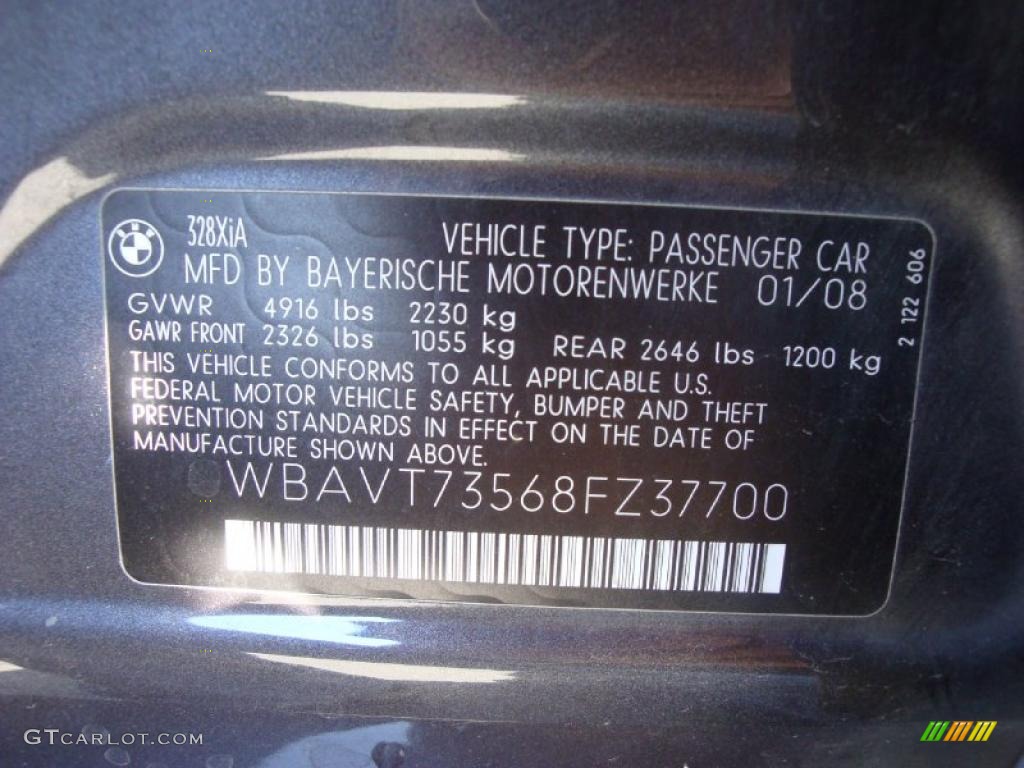 BMW
328XiA
VEHICLE TYPE: PASSENGER CAR
MFD BY BAYERISCHE MOTORENWERKE 01/08
GVWR 4916 lbs 2230 kg
GAWR FRONT 2326 lbs 1055 kg REAR 2646 lbs 1200 kg
THIS VEHICLE CONFORMS TO ALL APPLICABLE U.S.
FEDERAL MOTOR VEHICLE SAFETY, BUMPER AND THEFT
PREVENTION STANDARDS IN EFFECT ON THE DATE OF
MANUFACTURE SHOWN ABOVE.
WBAVT73568FZ37700
2 122 606
GTCARLOT.COM